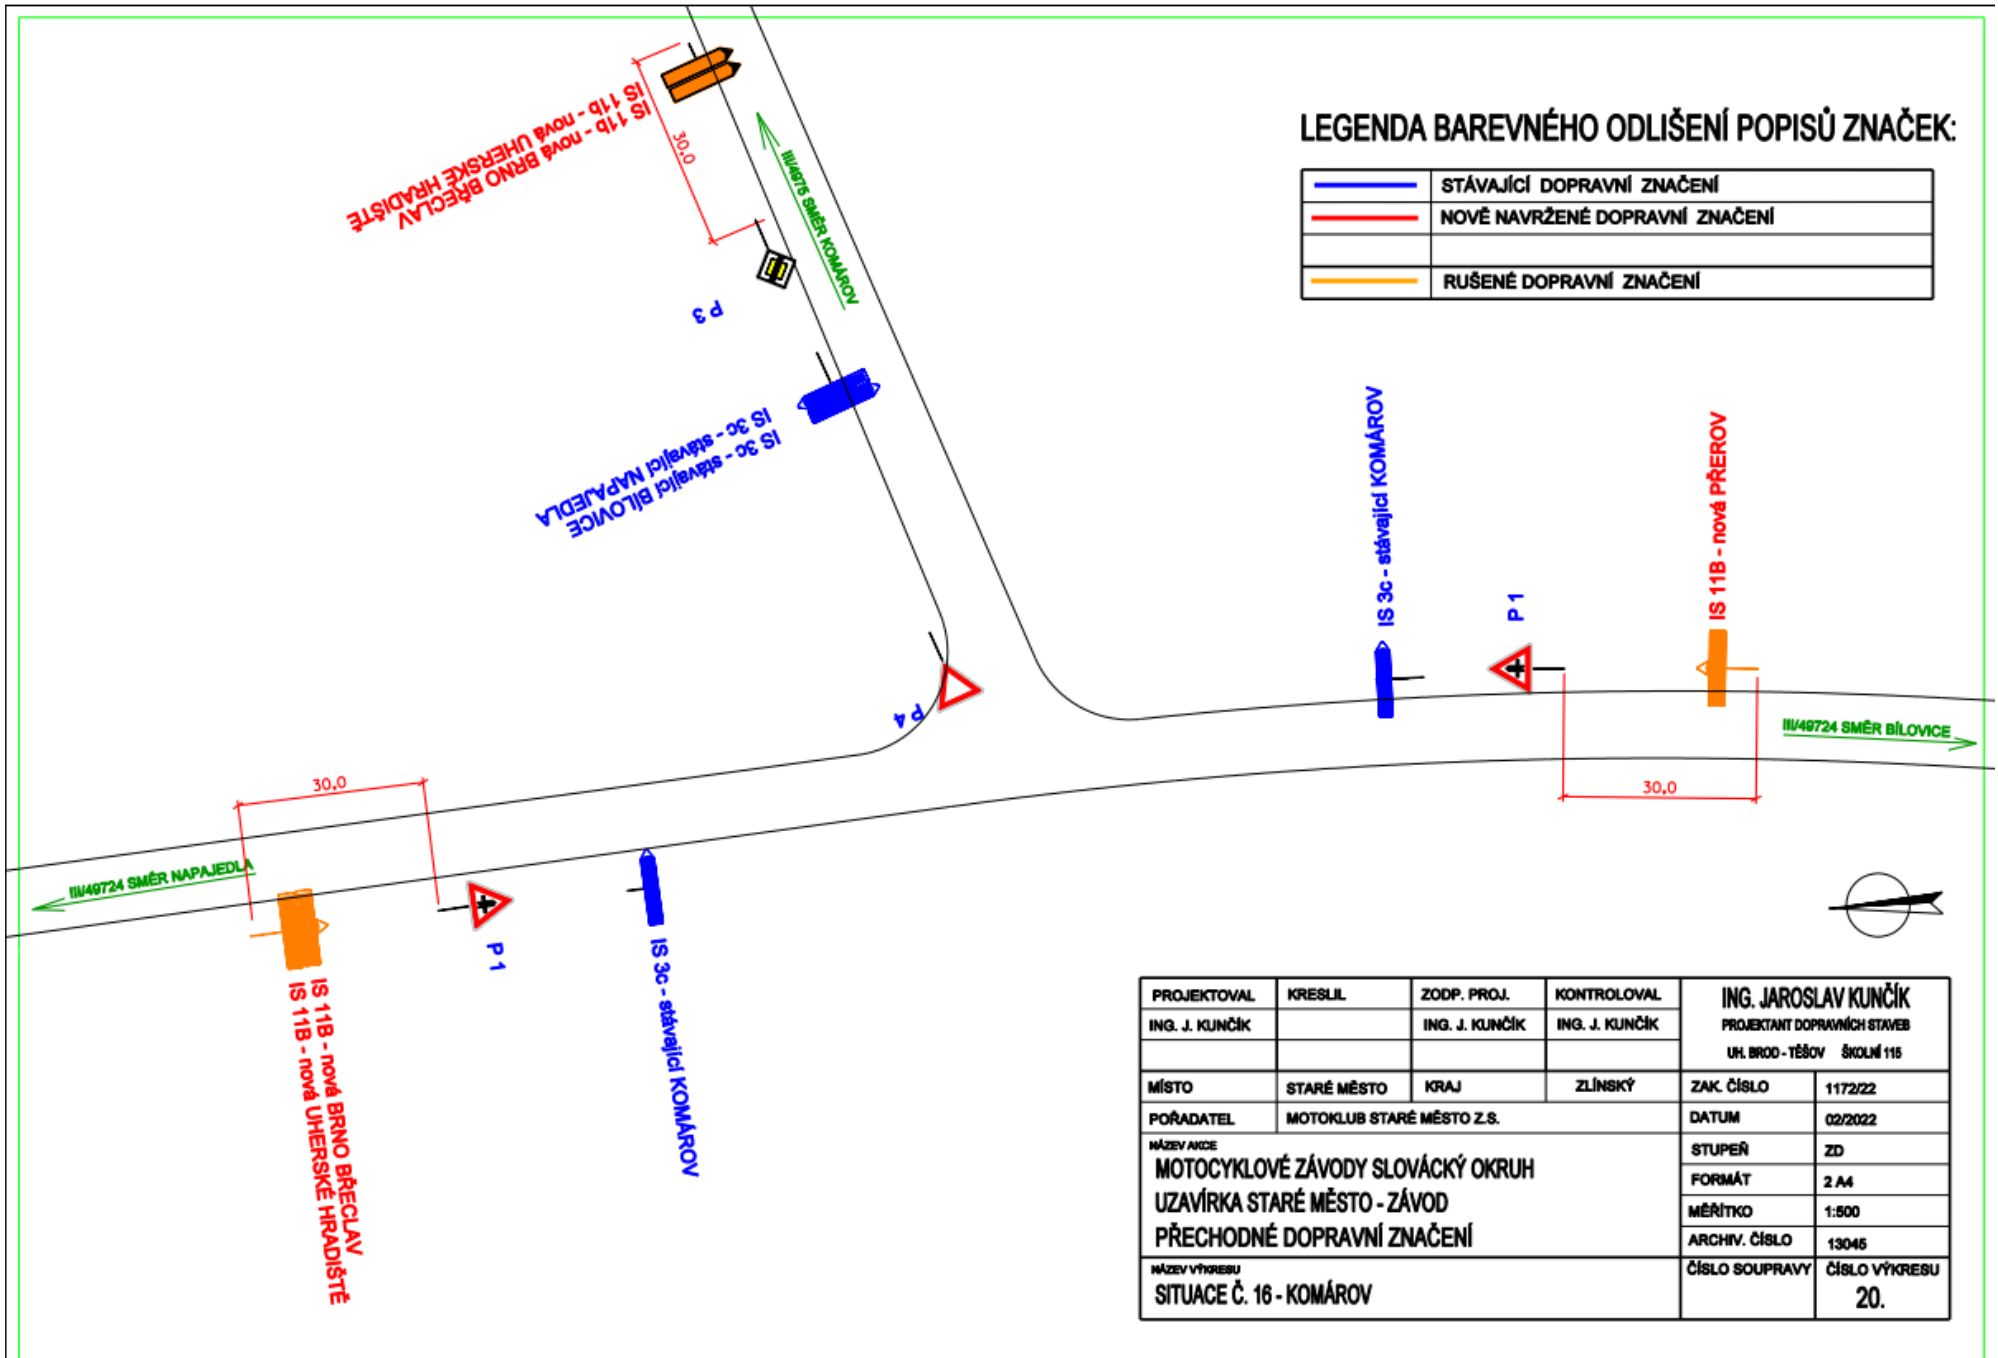 LEGENDA BAREVNÉHO ODLIŠENÍ POPISŮ ZNAČEK:
STÁVAJÍCÍ DOPRAVNÍ ZNAČENÍ
NOVĚ NAVRŽENÉ DOPRAVNÍ ZNAČENÍ
RUŠENÉ DOPRAVNÍ ZNAČENÍ
IS 11b - nová UHERSKÉ HRADIŠTĚ
IS 11b - nová BRNO BŘECLAV
30,0
III/4975 SMĚR KOMÁROV
P 3
IS 3c - stávající NAPAJEDLA
IS 3c - stávající BÍLOVICE
P 4
IS 3c - stávající KOMÁROV
P 1
IS 11B - nová PŘEROV
III/49724 SMĚR BÍLOVICE
30,0
30,0
III/49724 SMĚR NAPAJEDLA
P 1
IS 3c - stávající KOMÁROV
IS 11B - nová BRNO BŘECLAV
IS 11B - nová UHERSKÉ HRADIŠTĚ
PROJEKTOVAL KRESLIL ZODP. PROJ. KONTROLOVAL
ING. J. KUNČÍK ING. J. KUNČÍK ING. J. KUNČÍK
ING. JAROSLAV KUNČÍK
PROJEKTANT DOPRAVNÍCH STAVEB
UH. BROD - TĚŠOV ŠKOLNÍ 115
MÍSTO STARÉ MĚSTO KRAJ ZLÍNSKÝ ZAK. ČÍSLO 1172/22
POŘADATEL MOTOKLUB STARÉ MĚSTO Z.S. DATUM 02/2022
NÁZEV AKCE
MOTOCYKLOVÉ ZÁVODY SLOVÁCKÝ OKRUH
UZAVÍRKA STARÉ MĚSTO - ZÁVOD
PŘECHODNÉ DOPRAVNÍ ZNAČENÍ
STUPEŇ ZD
FORMÁT 2 A4
MĚŘÍTKO 1:500
ARCHIV. ČÍSLO 13045
NÁZEV VÝKRESU
SITUACE Č. 16 - KOMÁROV
ČÍSLO SOUPRAVY ČÍSLO VÝKRESU
20.